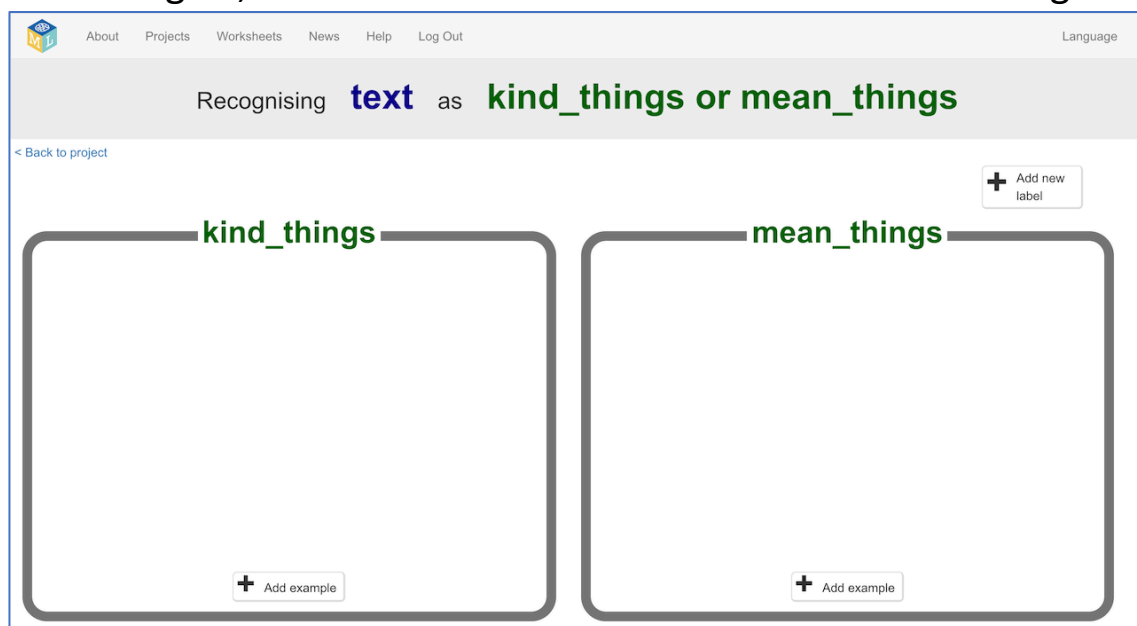 About Projects Worksheets News Help Log Out Language
Recognising text as kind_things or mean_things
< Back to project
Add new
label
kind_things mean_things
Add example Add example